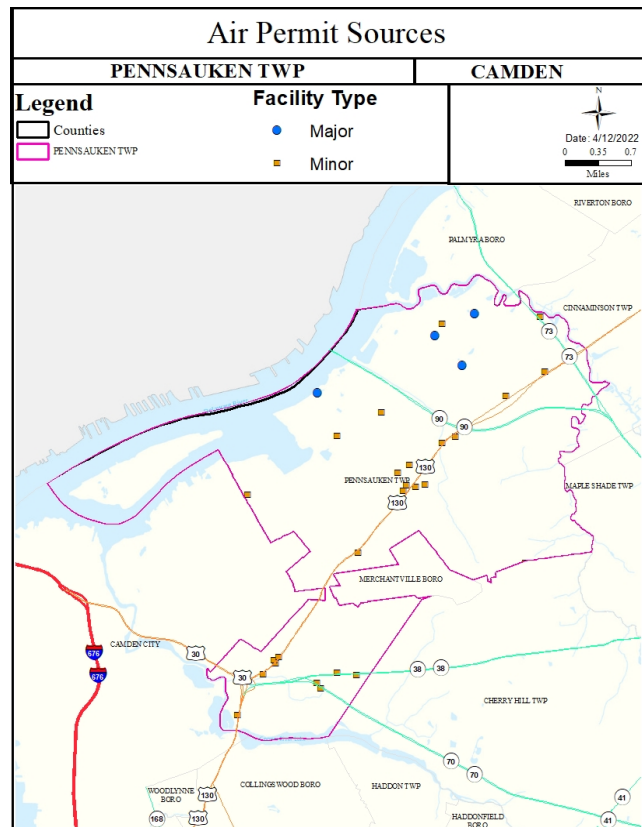 Air Permit Sources
PENNSAUKEN TWP
CAMDEN
Legend
Counties
PENNSAUKEN TWP
Facility Type
Major
Minor
N
Date: 4/12/2022
0 0.35 0.7
Miles
RIVERTON BORO
PALMYRA BORO
CINNAMINSON TWP
73
73
90
90
130
PENNSAUKEN TWP
MAPLE SHADE TWP
130
MERCHANTVILLE BORO
CAMDEN CITY
676
30
676
30
38
38
CHERRY HILL TWP
70
70
WOODLYNNE
BORO
COLLINGSWOOD BORO
HADDON TWP
130
41
168
130
HADDONFIELD
BORO
41